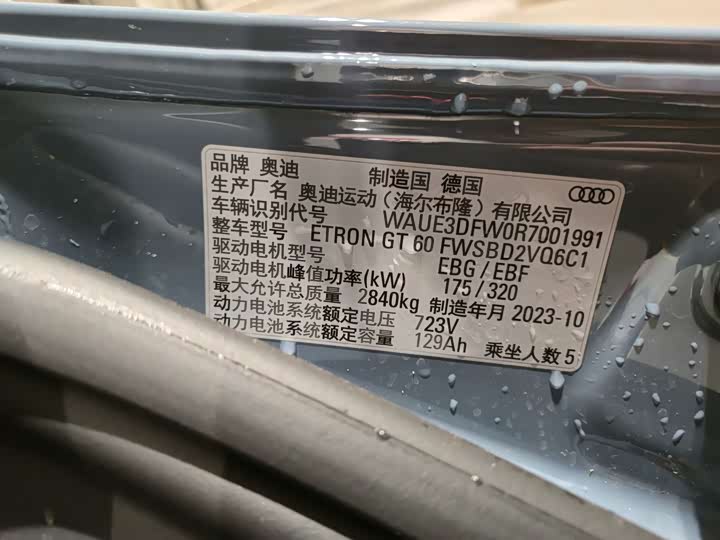 品牌 奥迪 制造国 德国
生产厂名 奥迪运动（海尔布隆）有限公司
车辆识别代号 WAUE3DFW0R7001991
整车型号 ETRON GT 60 FWSBD2VQ6C1
驱动电机型号 EBG / EBF
驱动电机峰值功率(kW) 175 / 320
最大允许总质量 2840kg 制造年月 2023-10
动力电池系统额定电压 723V
动力电池系统额定容量 129Ah 乘坐人数 5